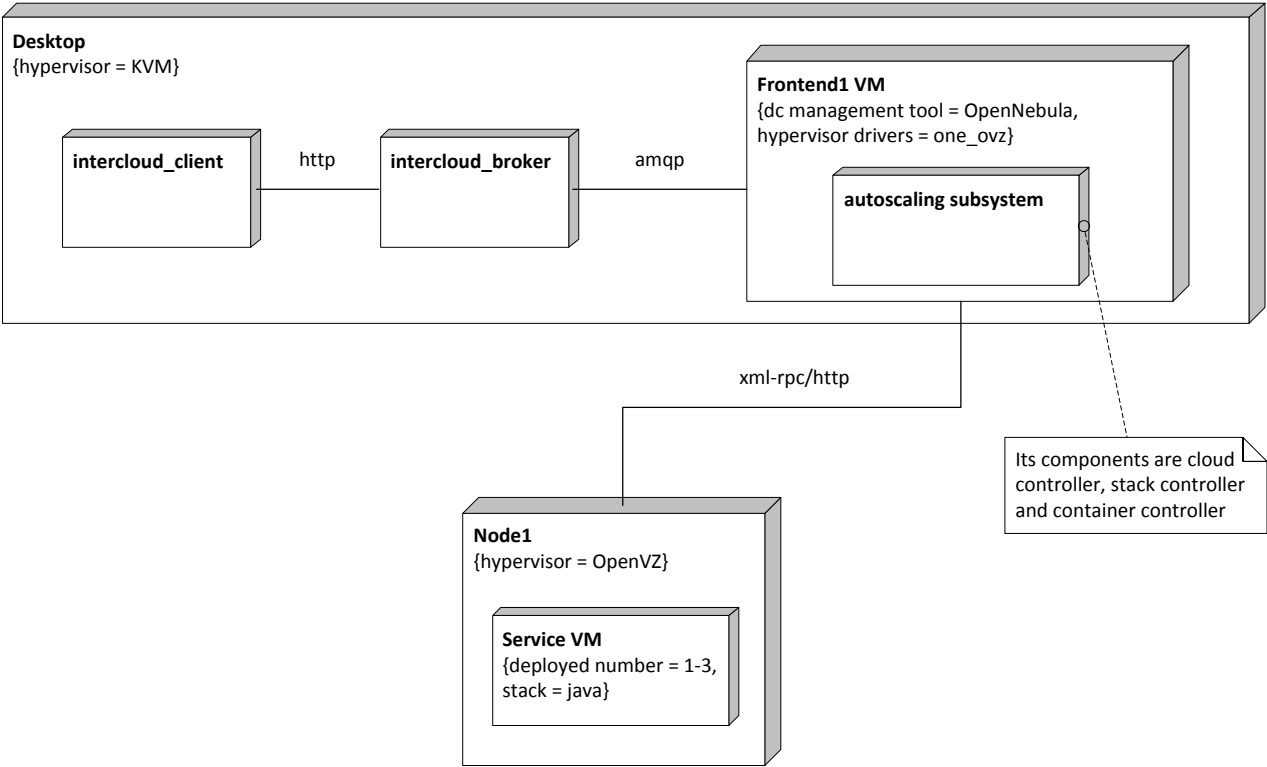 Desktop
{hypervisor = KVM}
Frontend1 VM
{dc management tool = OpenNebula,
hypervisor drivers = one_ovz}
intercloud_client
http
intercloud_broker
amqp
autoscaling subsystem
xml-rpc/http
Its components are cloud
controller, stack controller
and container controller
Node1
{hypervisor = OpenVZ}
Service VM
{deployed number = 1-3,
stack = java}